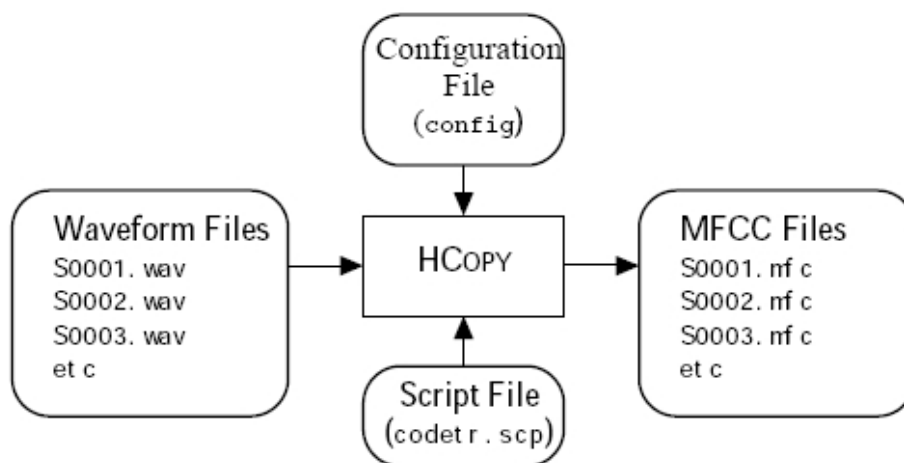 Configuration
File
(config)
Waveform Files
S0001.wav
S0002.wav
S0003.wav
etc
HCOPY
MFCC Files
S0001.mfc
S0002.mfc
S0003.mfc
etc
Script File
(codetr.scp)